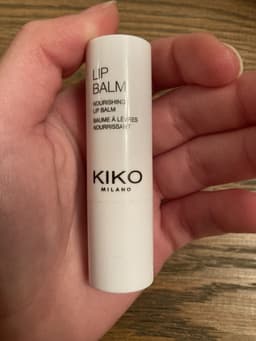 LIP
BALM
NOURISHING
LIP BALM
BAUME À LÈVRES
NOURRISSANT
KIKO
MILANO